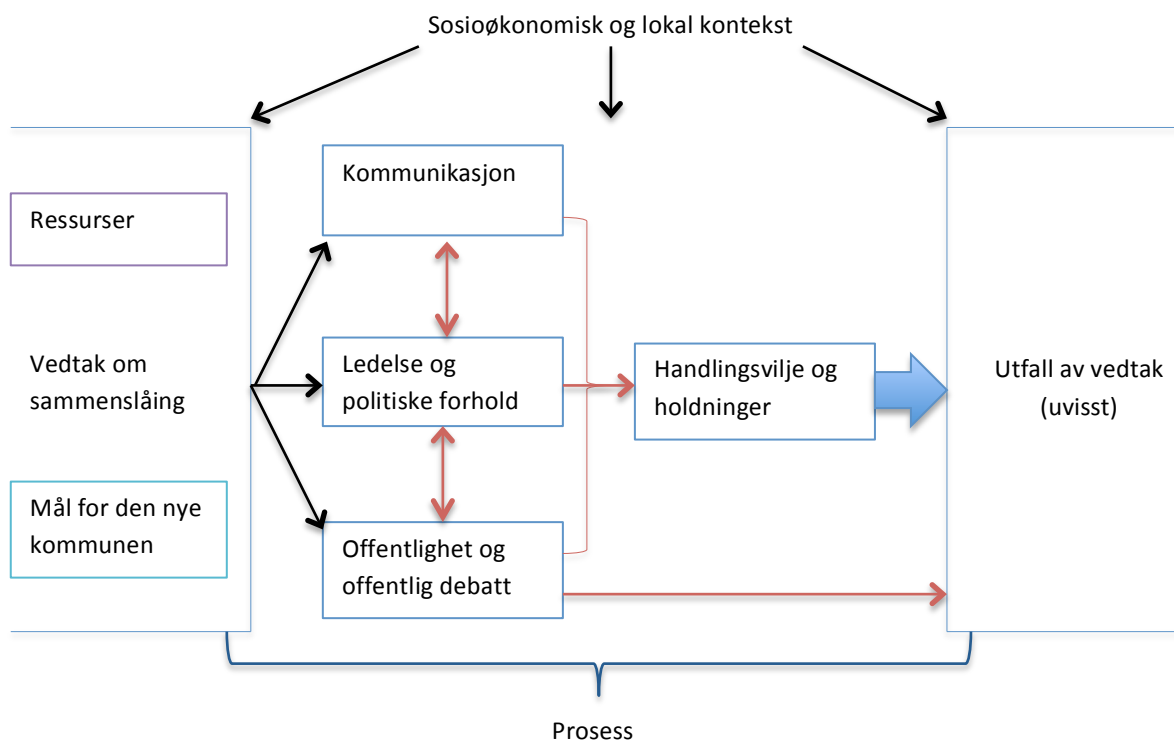 Sosioøkonomisk og lokal kontekst
Ressurser
Vedtak om
sammenslåing
Mål for den nye
kommunen
Kommunikasjon
Ledelse og
politiske forhold
Offentlighet og
offentlig debatt
Handlingsvilje og
holdninger
Utfall av vedtak
(uvisst)
Prosess